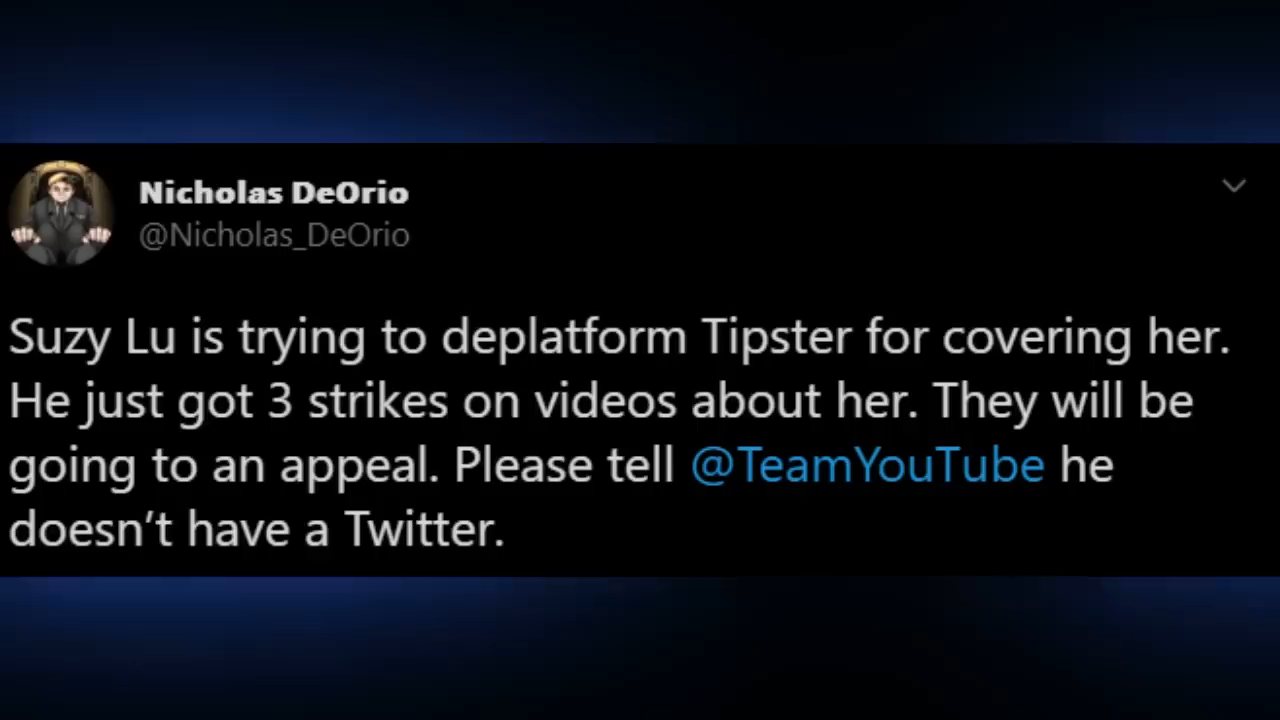 Nicholas DeOrio
@Nicholas_DeOrio
Suzy Lu is trying to deplatform Tipster for covering her.
He just got 3 strikes on videos about her. They will be
going to an appeal. Please tell @TeamYouTube he
doesn’t have a Twitter.